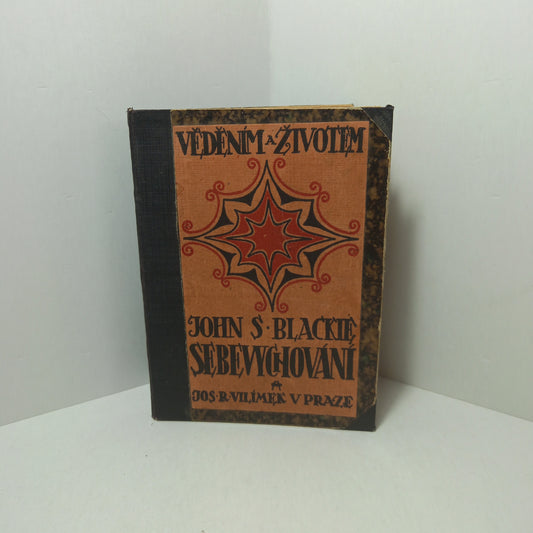 VĚDĚNÍM A ŽIVOTEM
JOHN S. BLACKIE
SEBEVYCHOVÁNÍ
JOS. R. VILÍMEK V PRAZE